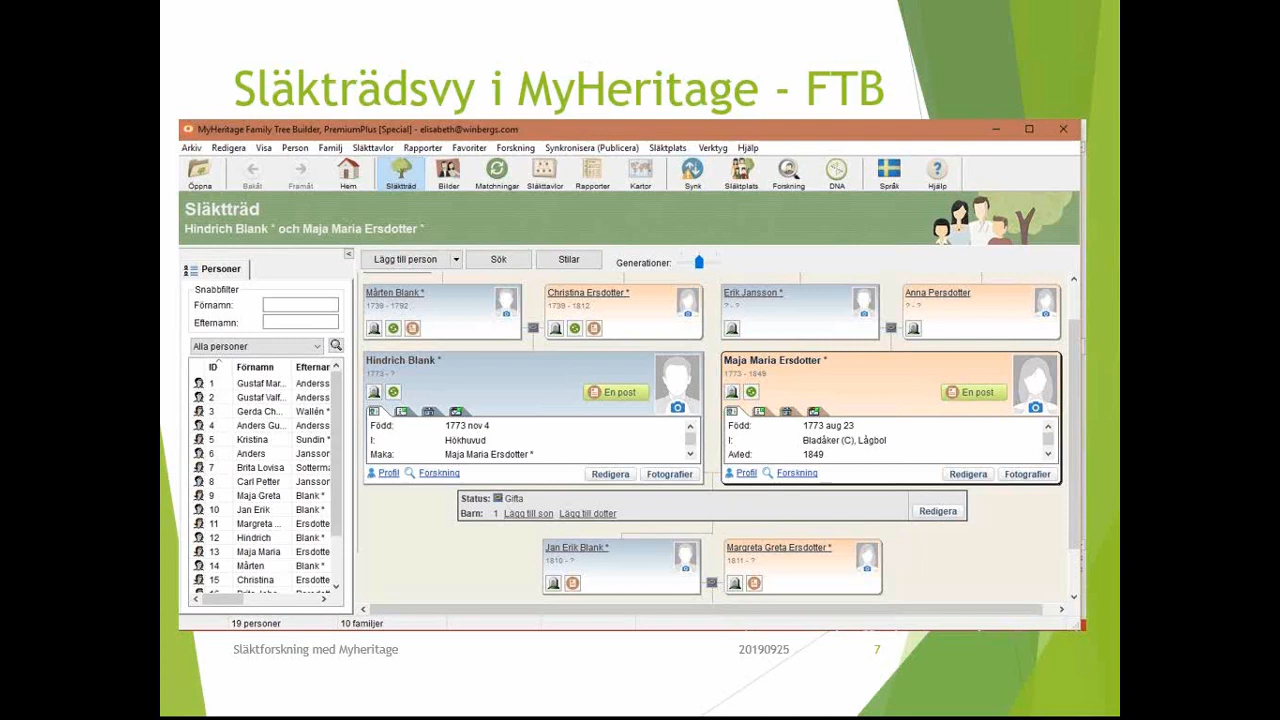 Släkträdsvy i MyHeritage - FTB
MyHeritage Family Tree Builder, PremiumPlus [Special] - elisabeth@winbergs.com
Arkiv Redigera Visa Person Familj Släkttavlor Rapporter Favoriter Forskning Synkronisera (Publicera) Släktplats Verktyg Hjälp
Öppna Bakåt Framåt Hem Släktträd Bilder Matchningar Släkttavlor Rapporter Kartor Synk Släktplats Forskning DNA Språk Hjälp
Släktträd
Hindrich Blank * och Maja Maria Ersdotter *
Personer
Snabbfilter
Förnamn:
Efternamn:
Alla personer
ID Förnamn Efternar
1 Gustaf Mar... Anderss
2 Gustaf Valf... Anderss
3 Gerda Ch... Wallén *
4 Anders Gu... Anderss
5 Kristina Sundin *
6 Anders Jansson
7 Brita Lovisa Sotterma
8 Carl Petter Jansson
9 Maja Greta Blank *
10 Jan Erik Blank *
11 Margreta ... Ersdotte
12 Hindrich Blank *
13 Maja Maria Ersdotte
14 Mårten Blank *
15 Christina Ersdotte
19 personer 10 familjer
Lägg till person Sök Stilar Generationer:
Mårten Blank *
1739 - 1792
Christina Ersdotter *
1739 - 1812
Erik Jansson *
? - ?
Anna Persdotter
? - ?
Hindrich Blank *
1773 - ?
En post
Född: 1773 nov 4
I: Hökhuvud
Maka: Maja Maria Ersdotter *
Profil Forskning Redigera Fotografier
Maja Maria Ersdotter *
1773 - 1849
En post
Född: 1773 aug 23
I: Bladåker (C), Lågbol
Avled: 1849
Profil Forskning Redigera Fotografier
Status: Gifta
Barn: 1 Lägg till son Lägg till dotter
Redigera
Jan Erik Blank *
1810 - ?
Margreta Greta Ersdotter *
1811 - ?
Släktforskning med Myheritage 20190925 7